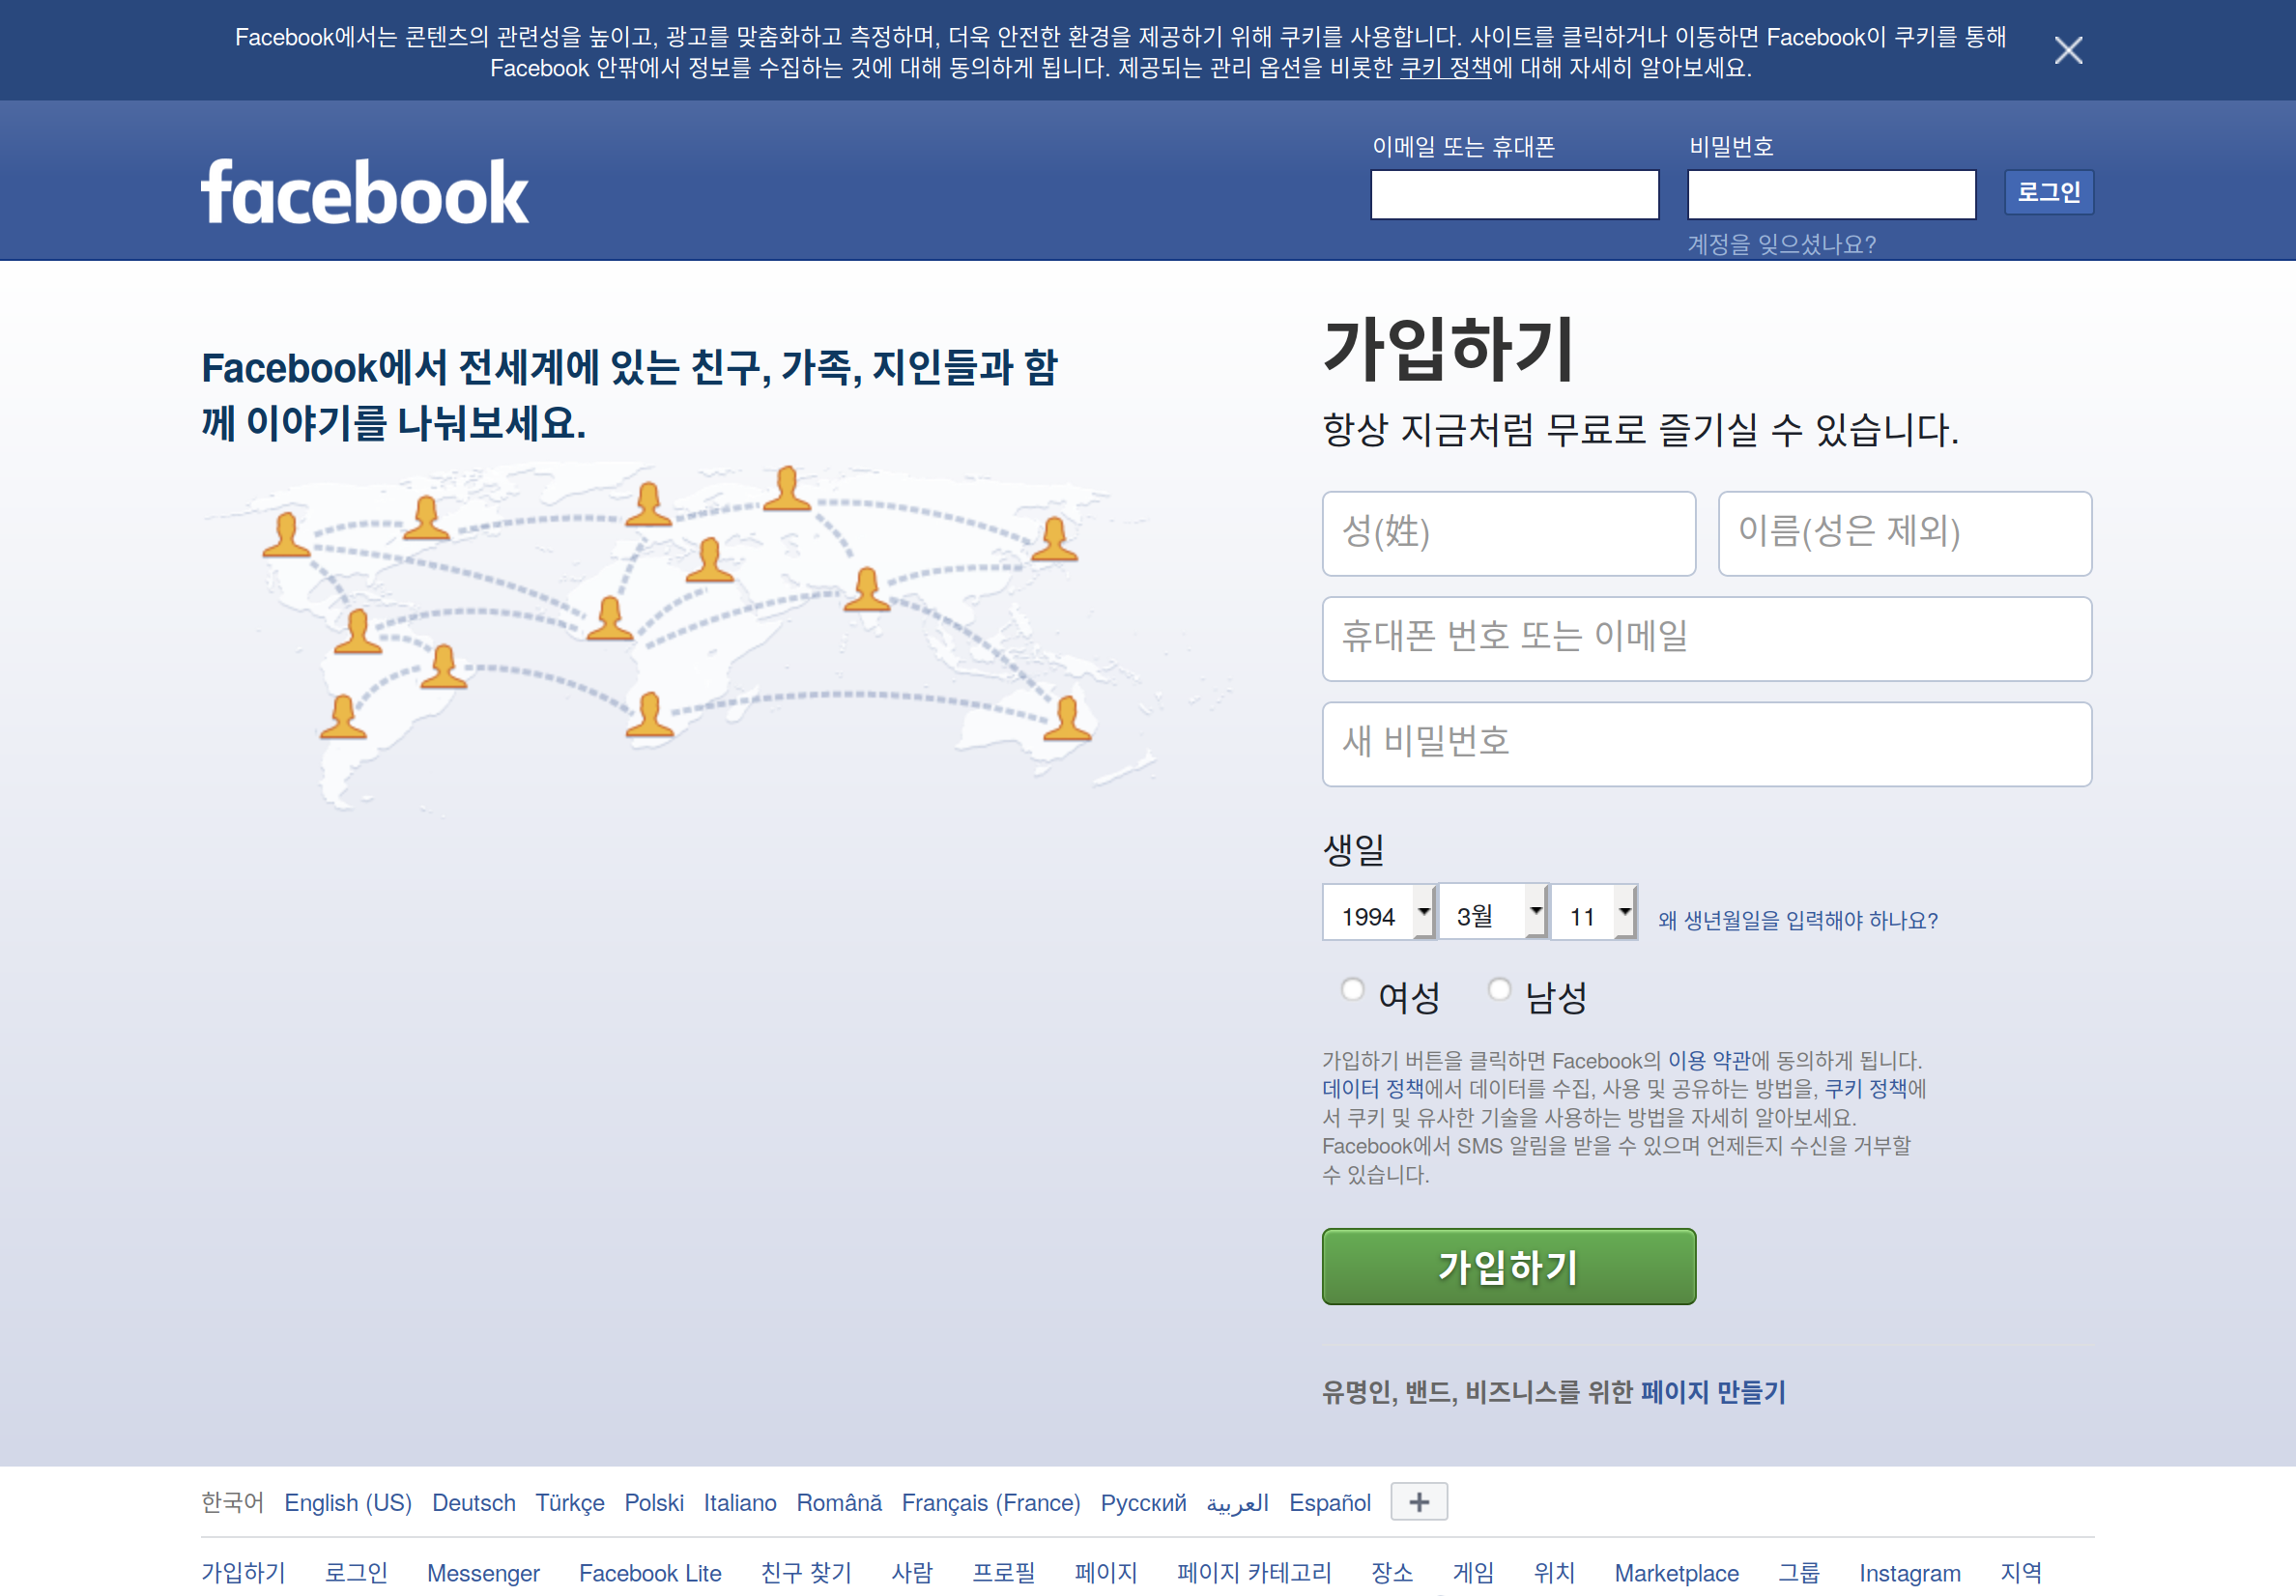 Facebook에서는 콘텐츠의 관련성을 높이고, 광고를 맞춤화하고 측정하며, 더욱 안전한 환경을 제공하기 위해 쿠키를 사용합니다. 사이트를 클릭하거나 이동하면 Facebook이 쿠키를 통해
Facebook 안팎에서 정보를 수집하는 것에 대해 동의하게 됩니다. 제공되는 관리 옵션을 비롯한 쿠키 정책에 대해 자세히 알아보세요.
facebook
이메일 또는 휴대폰 비밀번호
로그인
계정을 잊으셨나요?
Facebook에서 전세계에 있는 친구, 가족, 지인들과 함
께 이야기를 나눠보세요.
가입하기
항상 지금처럼 무료로 즐기실 수 있습니다.
성(姓) 이름(성은 제외)
휴대폰 번호 또는 이메일
새 비밀번호
생일
1994 3월 11 왜 생년월일을 입력해야 하나요?
여성 남성
가입하기 버튼을 클릭하면 Facebook의 이용 약관에 동의하게 됩니다.
데이터 정책에서 데이터를 수집, 사용 및 공유하는 방법을, 쿠키 정책에
서 쿠키 및 유사한 기술을 사용하는 방법을 자세히 알아보세요.
Facebook에서 SMS 알림을 받을 수 있으며 언제든지 수신을 거부할
수 있습니다.
가입하기
유명인, 밴드, 비즈니스를 위한 페이지 만들기
한국어 English (US) Deutsch Türkçe Polski Italiano Română Français (France) Русский العربية Español
가입하기 로그인 Messenger Facebook Lite 친구 찾기 사람 프로필 페이지 페이지 카테고리 장소 게임 위치 Marketplace 그룹 Instagram 지역